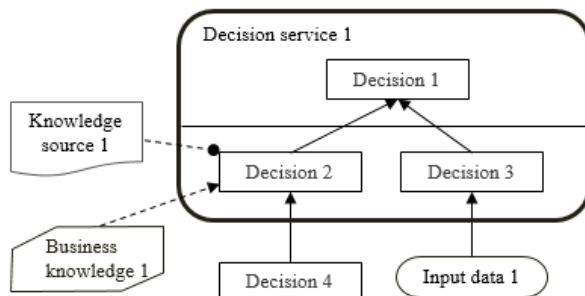 Decision service 1
Decision 1
Knowledge
source 1
Decision 2
Decision 3
Business
knowledge 1
Decision 4
Input data 1